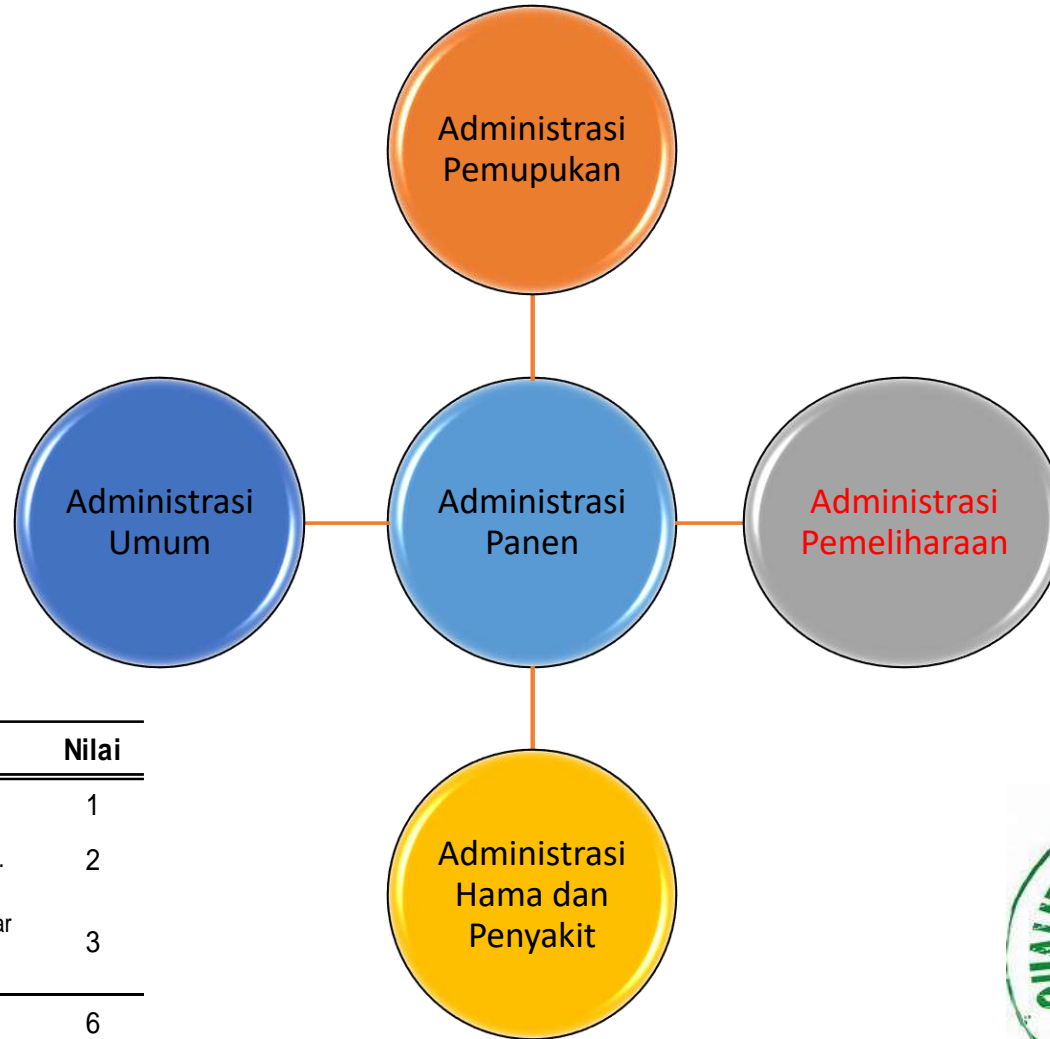 Administrasi
Pemupukan
Administrasi
Umum
Administrasi
Panen
Administrasi
Pemeliharaan
Nilai
1
2
3
6
Administrasi
Hama dan
Penyakit